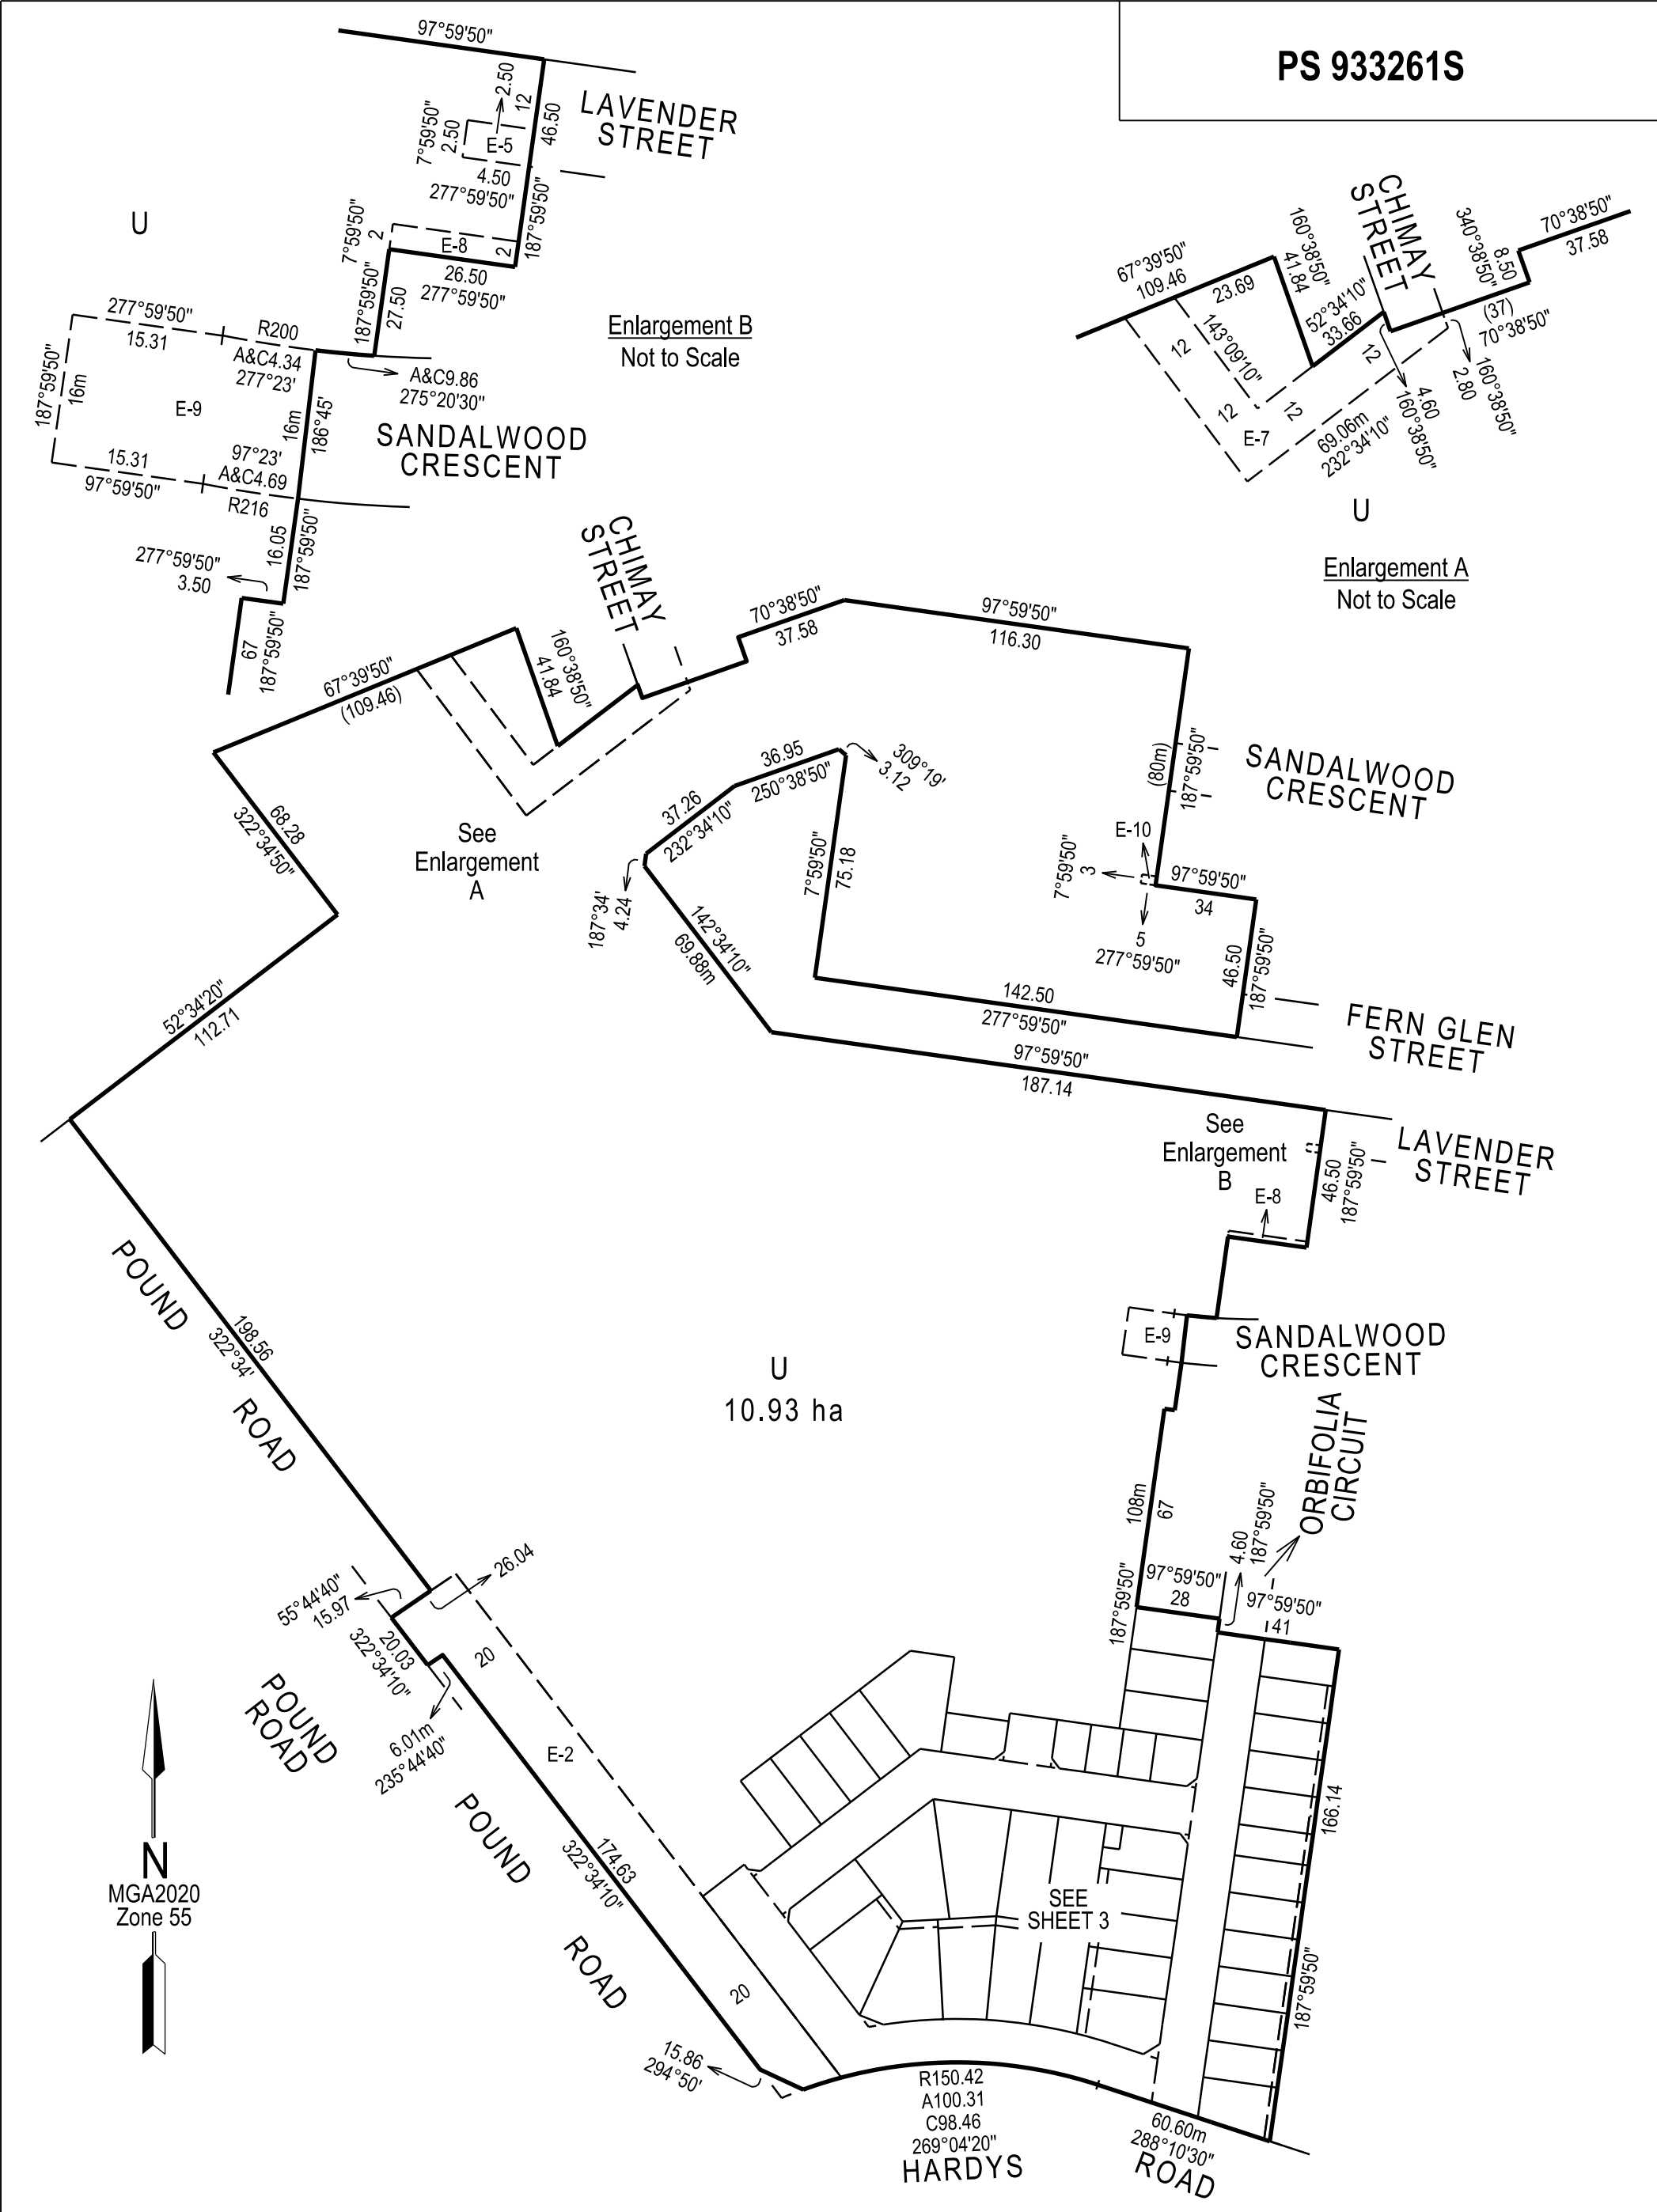 PS 933261S
97°59'50"
2.50
12
46.50
LAVENDER
STREET
7°59'50"
2.50
E-5
4.50
277°59'50"
187°59'50"
U
7°59'50"
2
E-8
2
26.50
277°59'50"
187°59'50"
27.50
Enlargement B
Not to Scale
277°59'50"
15.31
R200
A&C4.34
277°23'
A&C9.86
275°20'30"
187°59'50"
16m
E-9
16m
186°45'
SANDALWOOD
CRESCENT
15.31
97°59'50"
97°23'
A&C4.69
R216
16.05
187°59'50"
277°59'50"
3.50
67
187°59'50"
CHIMAY
STREET
67°39'50"
109.46
23.69
160°38'50"
41.84
340°38'50"
8.50
70°38'50"
37.58
52°34'10"
33.66
(37)
70°38'50"
12
143°09'10"
12
12
12
E-7
69.06m
232°34'10"
4.60
160°38'50"
2.80
160°38'50"
U
Enlargement A
Not to Scale
CHIMAY
STREET
67°39'50"
(109.46)
160°38'50"
41.84
70°38'50"
37.58
97°59'50"
116.30
68.28
322°34'50"
See
Enlargement
A
36.95
250°38'50"
309°19'
3.12
37.26
232°34'10"
187°34'
4.24
7°59'50"
75.18
142°34'10"
69.88m
(80m)
187°59'50"
SANDALWOOD
CRESCENT
E-10
7°59'50"
3
97°59'50"
34
5
277°59'50"
46.50
187°59'50"
142.50
277°59'50"
FERN GLEN
STREET
97°59'50"
187.14
52°34'20"
112.71
See
Enlargement
B
46.50
187°59'50"
LAVENDER
STREET
E-8
POUND
198.56
322°34'
ROAD
E-9
SANDALWOOD
CRESCENT
U
10.93 ha
ORBIFOLIA
CIRCUIT
108m
67
187°59'50"
97°59'50"
28
4.60
187°59'50"
97°59'50"
41
26.04
55°44'40"
15.97
20.03
322°34'10"
20
POUND
ROAD
6.01m
235°44'40"
E-2
POUND
174.63
322°34'10"
ROAD
N
MGA2020
Zone 55
166.14
SEE
SHEET 3
187°59'50"
20
15.86
294°50'
R150.42
A100.31
C98.46
269°04'20"
HARDYS
60.60m
288°10'30"
ROAD